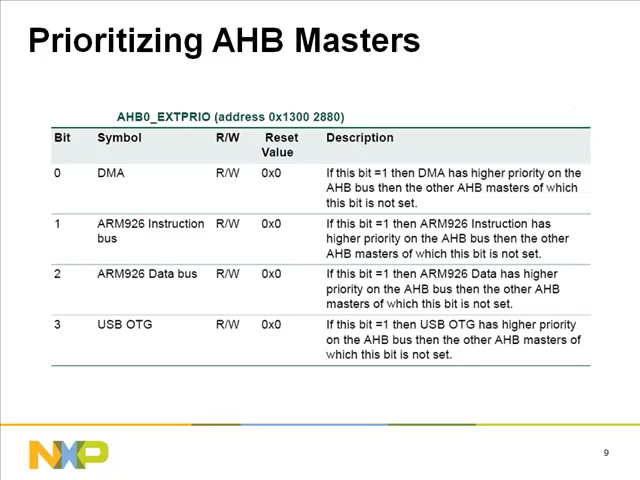 Prioritizing AHB Masters
AHB0_EXTPRIO (address 0x1300 2880)
Bit Symbol R/W Reset Value Description
0 DMA R/W 0x0 If this bit =1 then DMA has higher priority on the
AHB bus then the other AHB masters of which
this bit is not set.
1 ARM926 Instruction bus R/W 0x0 If this bit =1 then ARM926 Instruction has
higher priority on the AHB bus then the other
AHB masters of which this bit is not set.
2 ARM926 Data bus R/W 0x0 If this bit =1 then ARM926 Data has higher
priority on the AHB bus then the other AHB
masters of which this bit is not set.
3 USB OTG R/W 0x0 If this bit =1 then USB OTG has higher priority
on the AHB bus then the other AHB masters of
which this bit is not set.
NXP
9